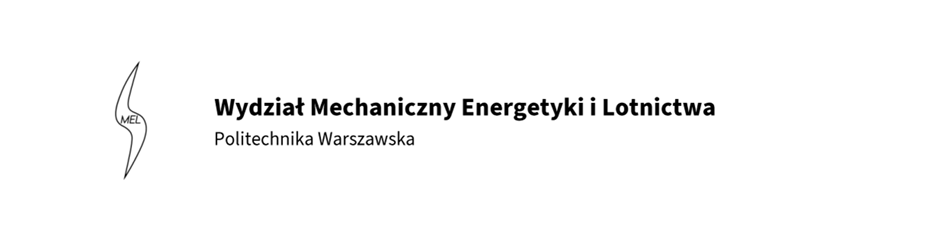 MEL
Wydział Mechaniczny Energetyki i Lotnictwa
Politechnika Warszawska